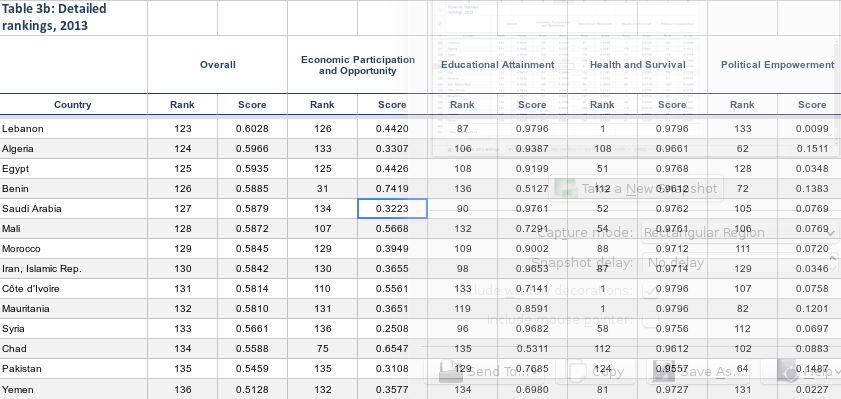 Table 3b: Detailed
rankings, 2013
Overall Economic Participation and Opportunity Educational Attainment Health and Survival Political Empowerment
Country Rank Score Rank Score Rank Score Rank Score Rank Score
Lebanon 123 0.6028 126 0.4420 87 0.9796 1 0.9796 133 0.0099
Algeria 124 0.5966 133 0.3307 106 0.9387 108 0.9661 62 0.1511
Egypt 125 0.5935 125 0.4426 108 0.9199 51 0.9768 128 0.0348
Benin 126 0.5885 31 0.7419 136 0.5127 112 0.9612 72 0.1383
Take a New Snapshot
Saudi Arabia 127 0.5879 134 0.3223 90 0.9761 52 0.9762 105 0.0769
Mali 128 0.5872 107 0.5668 132 0.7291 54 0.9761 106 0.0769
Capture mode: Rectangular Region
Morocco 129 0.5845 129 0.3949 109 0.9002 88 0.9712 111 0.0720
Iran, Islamic Rep. 130 0.5842 130 0.3655 98 0.9653 87 0.9714 129 0.0346
Snapshot delay: No delay
Côte d'Ivoire 131 0.5814 110 0.5561 133 0.7141 1 0.9796 107 0.0758
decorations:
Mauritania 132 0.5810 131 0.3651 119 0.8591 1 0.9796 82 0.1201
Include mouse pointer:
Syria 133 0.5661 136 0.2508 96 0.9682 58 0.9756 112 0.0697
Chad 134 0.5588 75 0.6547 135 0.5311 112 0.9612 102 0.0883
Pakistan 135 0.5459 135 0.3108 129 0.7685 124 0.9557 64 0.1487
Send To... Copy Save As... Help
Yemen 136 0.5128 132 0.3577 134 0.6980 81 0.9727 131 0.0227